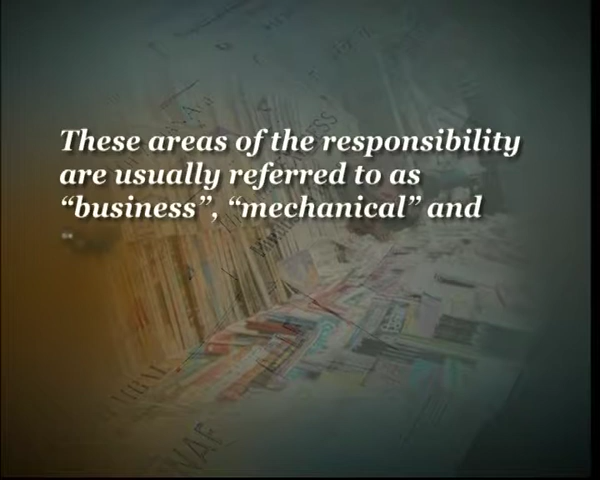 These areas of the responsibility
are usually referred to as
“business”, “mechanical” and